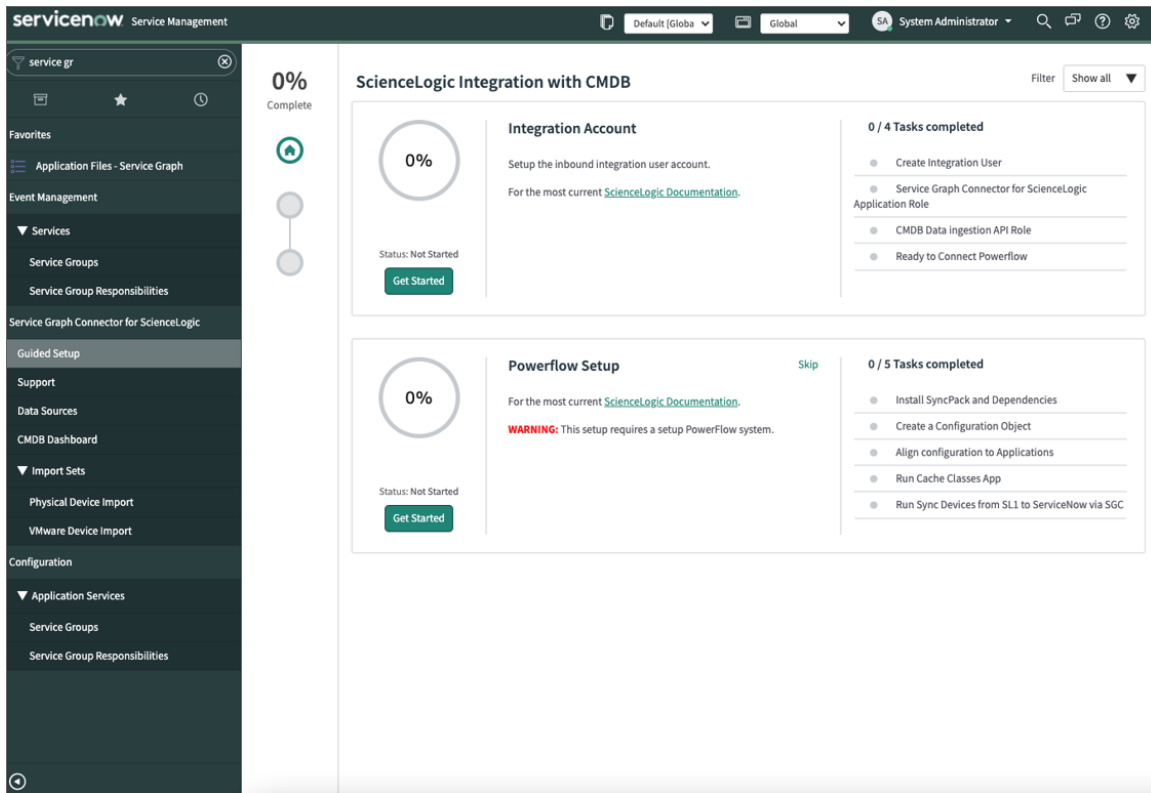 servicenow Service Management
Default [Globa
Global
SA
System Administrator
service gr
Favorites
Application Files - Service Graph
Event Management
Services
Service Groups
Service Group Responsibilities
Service Graph Connector for ScienceLogic
Guided Setup
Support
Data Sources
CMDB Dashboard
Import Sets
Physical Device Import
VMware Device Import
Configuration
Application Services
Service Groups
Service Group Responsibilities
0%
Complete
ScienceLogic Integration with CMDB
Filter
Show all
0%
Status: Not Started
Get Started
Integration Account
Setup the inbound integration user account.
For the most current ScienceLogic Documentation.
0 / 4 Tasks completed
Create Integration User
Service Graph Connector for ScienceLogic
Application Role
CMDB Data ingestion API Role
Ready to Connect Powerflow
0%
Status: Not Started
Get Started
Powerflow Setup
Skip
For the most current ScienceLogic Documentation.
WARNING: This setup requires a setup PowerFlow system.
0 / 5 Tasks completed
Install SyncPack and Dependencies
Create a Configuration Object
Align configuration to Applications
Run Cache Classes App
Run Sync Devices from SL1 to ServiceNow via SGC